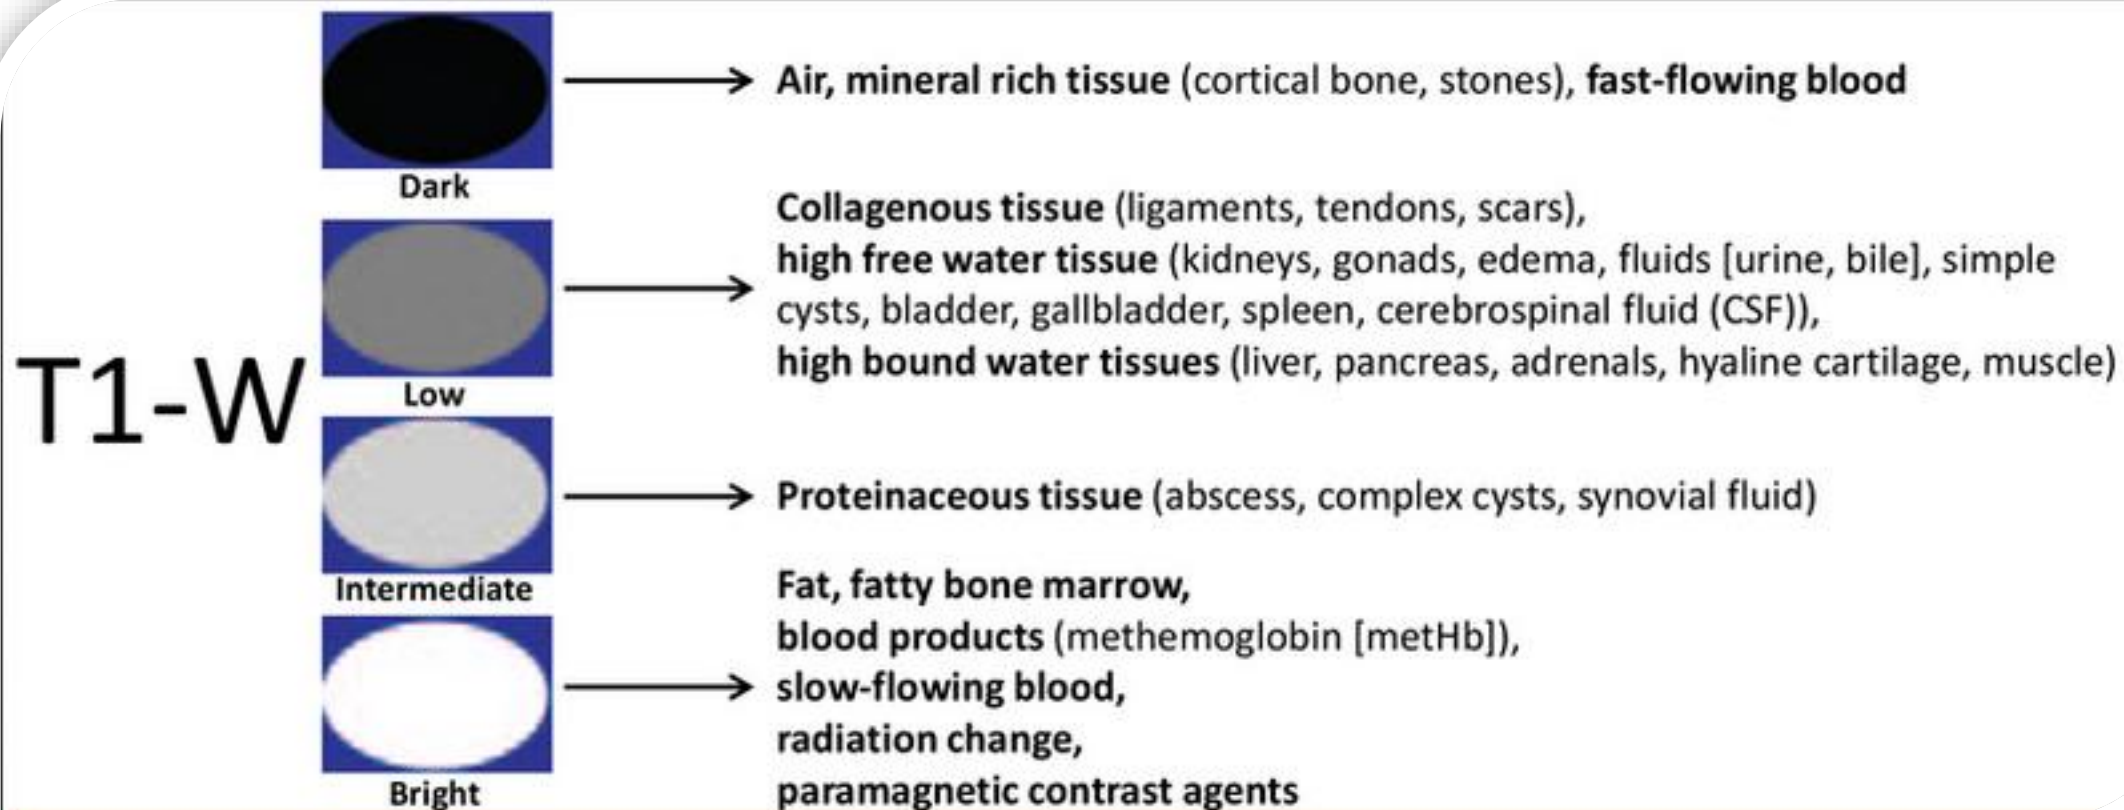 T1-W
Dark
Air, mineral rich tissue (cortical bone, stones), fast-flowing blood
Low
Collagenous tissue (ligaments, tendons, scars),
high free water tissue (kidneys, gonads, edema, fluids [urine, bile], simple
cysts, bladder, gallbladder, spleen, cerebrospinal fluid (CSF)),
high bound water tissues (liver, pancreas, adrenals, hyaline cartilage, muscle)
Intermediate
Proteinaceous tissue (abscess, complex cysts, synovial fluid)
Bright
Fat, fatty bone marrow,
blood products (methemoglobin [metHb]),
slow-flowing blood,
radiation change,
paramagnetic contrast agents